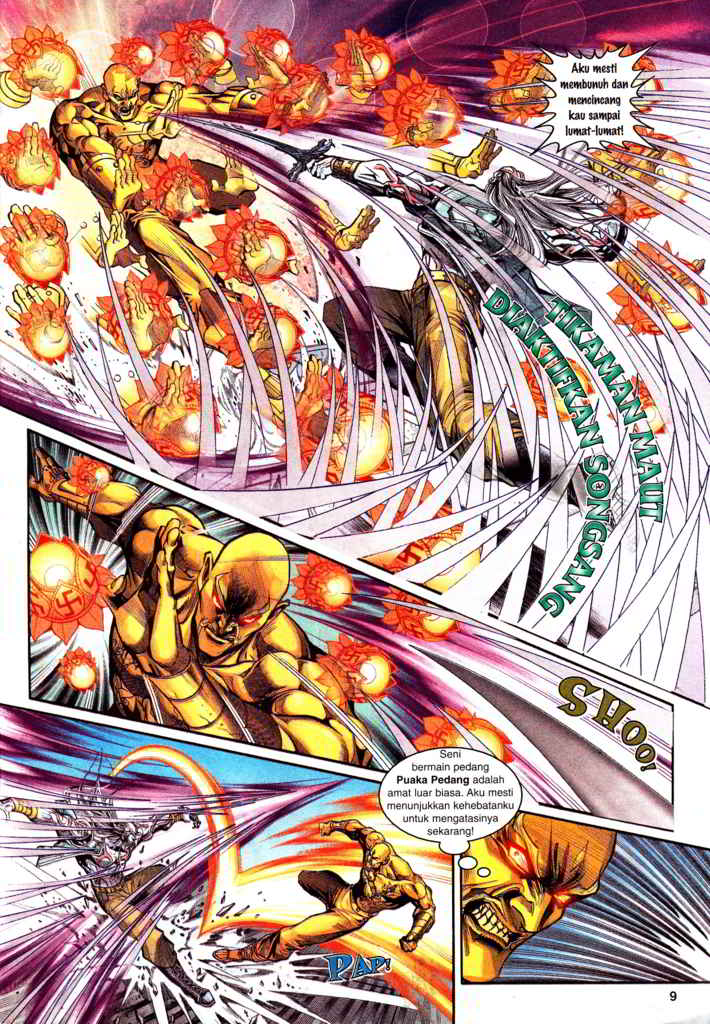 Aku mesti
membunuh dan
mencincang
kau sampai
lumat-lumat!
TIKAMAN MAUT
DIAKTIFKAN SONGSANG
SHOO!
Seni
bermain pedang
Puaka Pedang adalah
amat luar biasa. Aku mesti
menunjukkan kehebatanku
untuk mengatasinya
sekarang!
PAP!
9